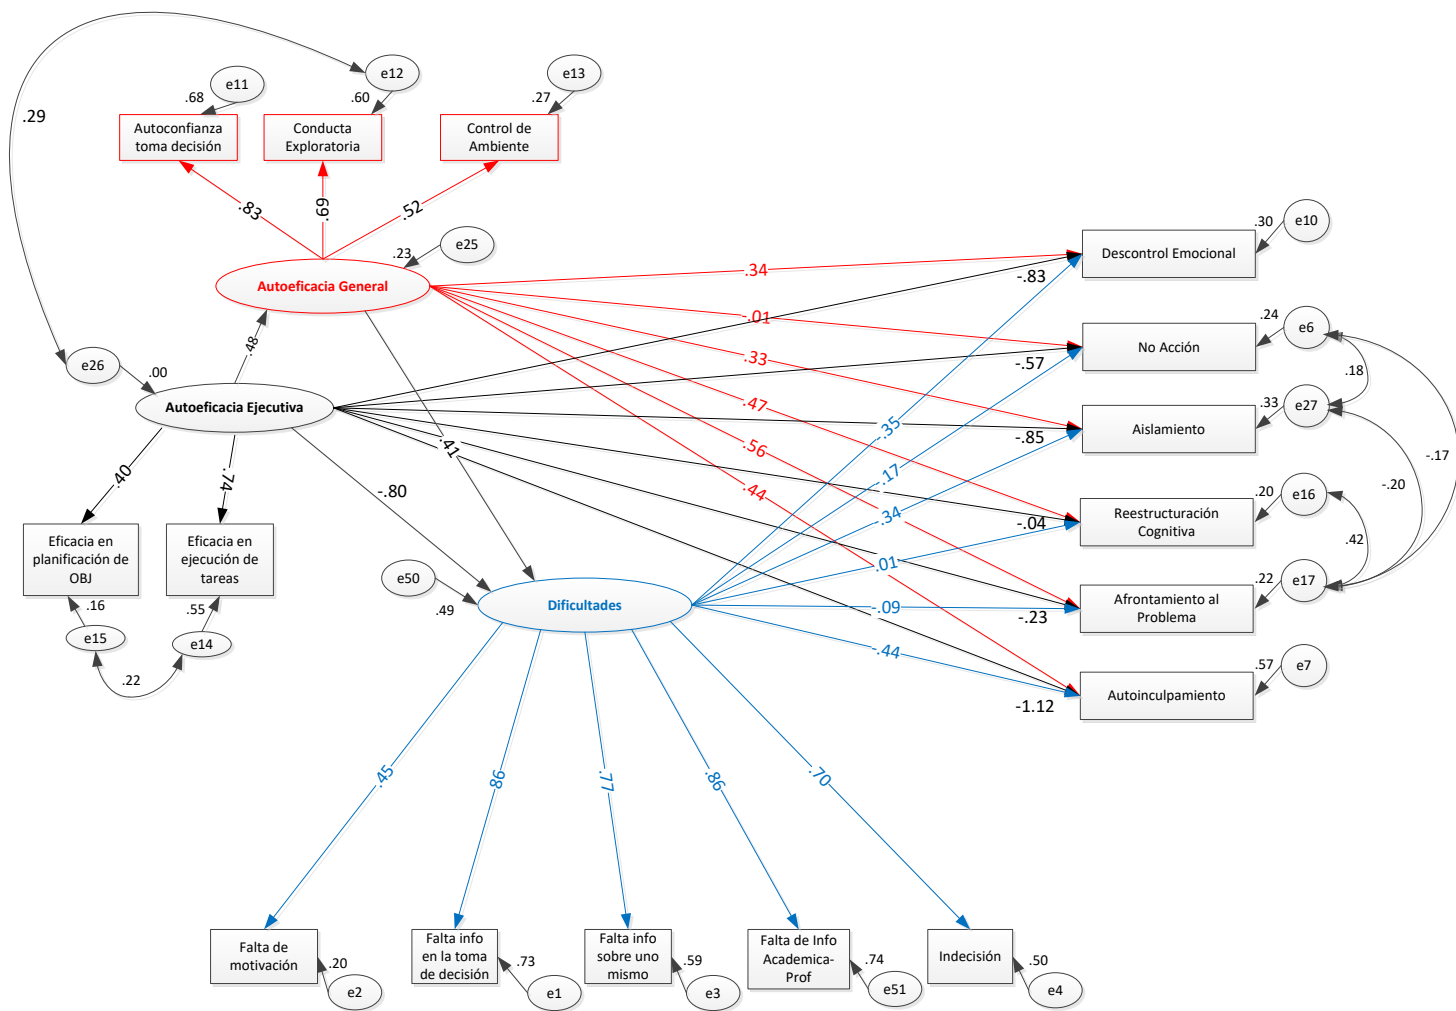 e12
e13
e11
.68
.60
.27
.29
Autoconfianza
toma decisión
Conducta
Exploratoria
Control de
Ambiente
.83
.69
.52
e10
.30
e25
.23
Descontrol Emocional
Autoeficacia General
.34
-.83
-.01
e6
.24
No Acción
.48
.33
-.57
e26
.00
.18
Autoeficacia Ejecutiva
.47
e27
.33
Aislamiento
-.35
-.85
.41
.56
-.17
.40
.74
-.80
.17
.44
-.20
e16
.20
Reestructuración
Cognitiva
.34
-.04
.42
Eficacia en
planificación de
OBJ
Eficacia en
ejecución de
tareas
.01
e50
.49
Dificultades
-.09
-.23
e17
.22
Afrontamiento al
Problema
.16
.55
e15
e14
-.44
.57
e7
.22
Autoinculpamiento
-1.12
.45
.86
.77
.86
.70
Falta de
motivación
Falta info
en la toma
de decisión
Falta info
sobre uno
mismo
Falta de Info
Academica-
Prof
Indecisión
.20
.73
.59
.74
.50
e2
e1
e3
e51
e4